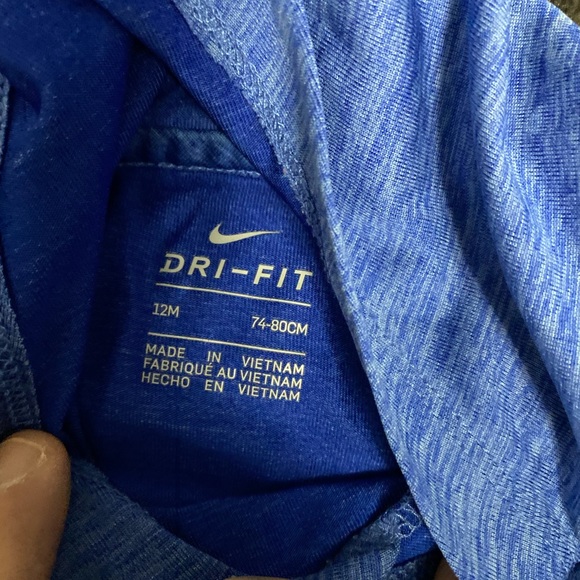 DRI-FIT
12M 74-80CM
MADE IN VIETNAM
FABRIQUÉ AU VIETNAM
HECHO EN VIETNAM